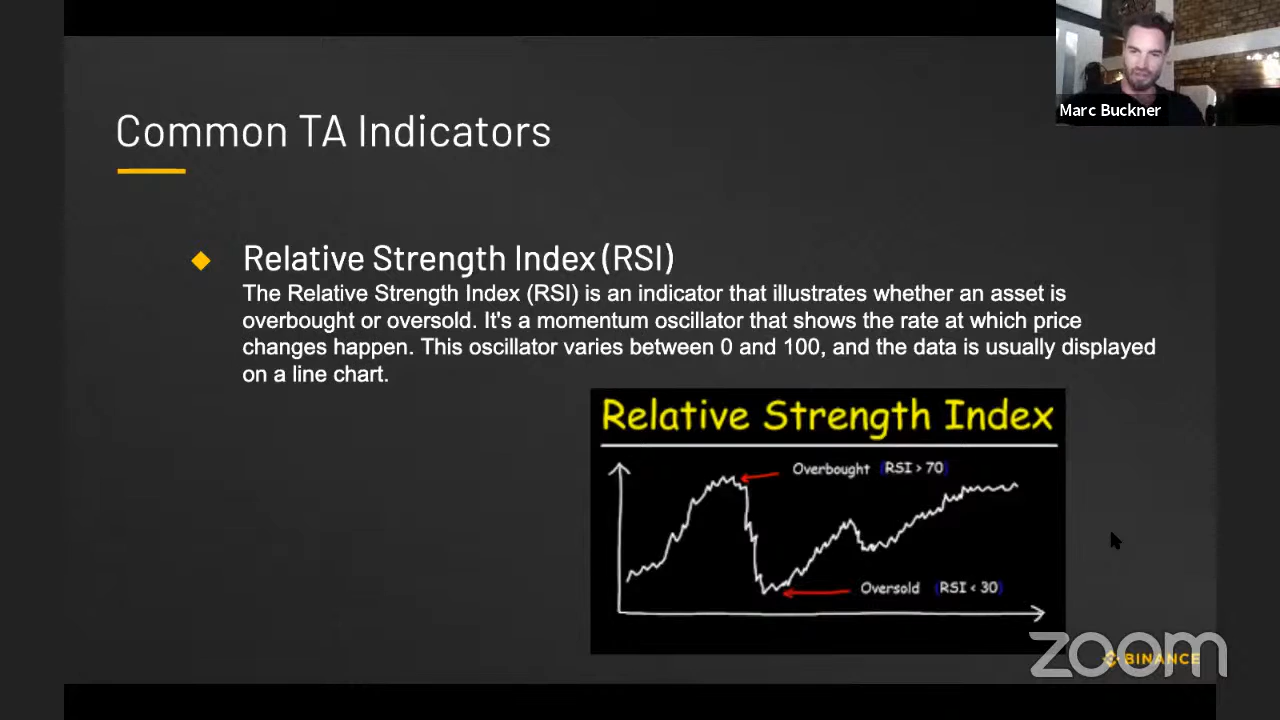 Marc Buckner
Common TA Indicators
Relative Strength Index (RSI)
The Relative Strength Index (RSI) is an indicator that illustrates whether an asset is
overbought or oversold. It's a momentum oscillator that shows the rate at which price
changes happen. This oscillator varies between 0 and 100, and the data is usually displayed
on a line chart.
Relative Strength Index
Overbought (RSI > 70)
Oversold (RSI < 30)
zoom
BINANCE